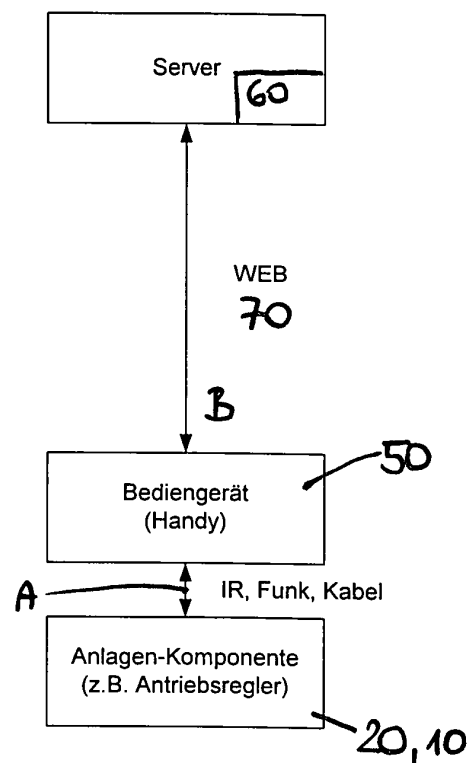 Server
60
WEB
70
B
50
Bediengerät
(Handy)
A
IR, Funk, Kabel
Anlagen-Komponente
(z.B. Antriebsregler)
20, 10